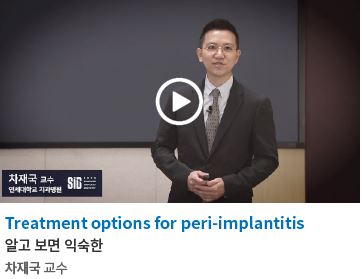 차재국 교수
연세대학교 치과병원
SID
Treatment options for peri-implantitis
알고 보면 익숙한
차재국 교수